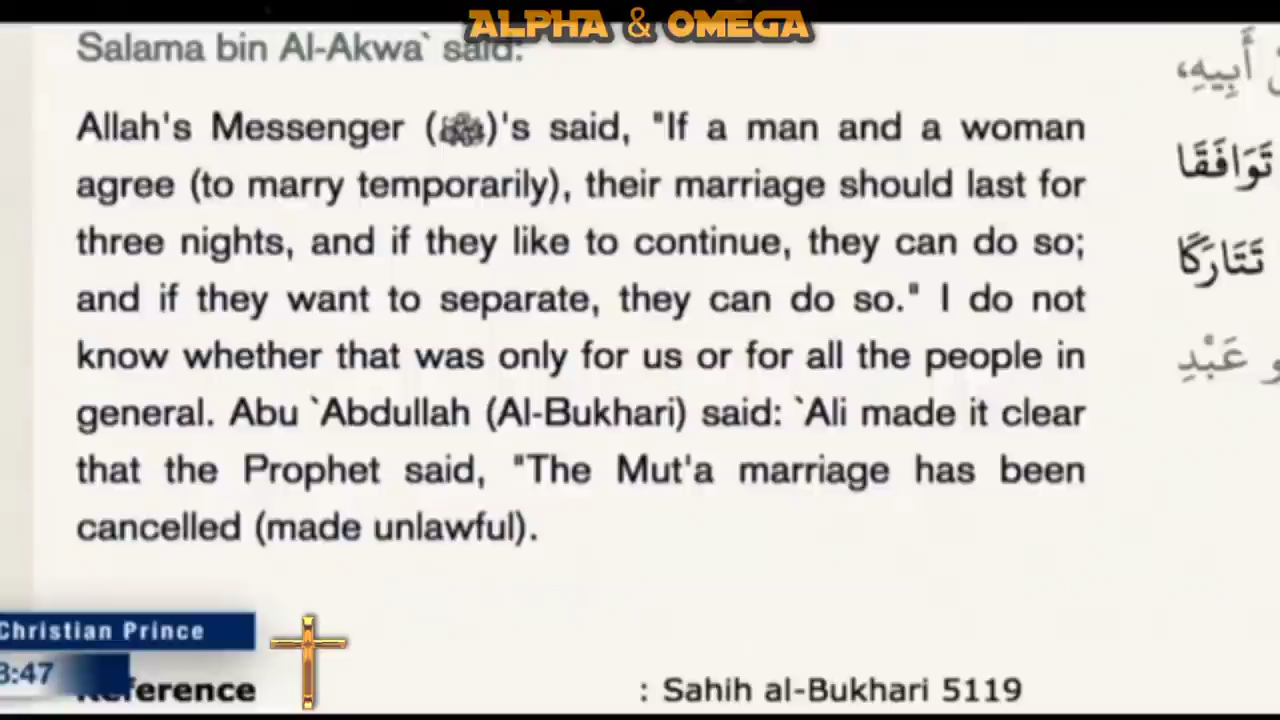 ALPHA & OMEGA
Salama bin Al-Akwa` said:
Allah's Messenger (ﷺ)'s said, "If a man and a woman
agree (to marry temporarily), their marriage should last for
three nights, and if they like to continue, they can do so;
and if they want to separate, they can do so." I do not
know whether that was only for us or for all the people in
general. Abu `Abdullah (Al-Bukhari) said: `Ali made it clear
that the Prophet said, "The Mut'a marriage has been
cancelled (made unlawful).
أَبِيهِ،
تَوَافَقَا
تَتَارَكَا
عَبْدِ
Christian Prince
3:47
Reference : Sahih al-Bukhari 5119